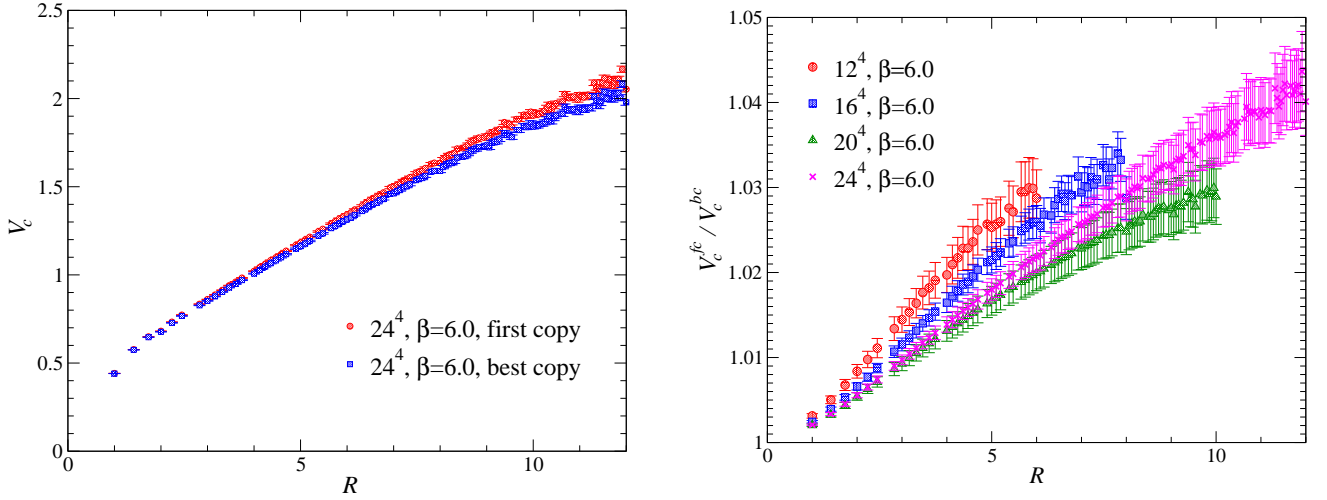 2.5
2
1.5
1
0.5
0
V_c
0
5
10
R
24^4, β=6.0, first copy
24^4, β=6.0, best copy
1.05
1.04
1.03
1.02
1.01
1
V_c^{fc} / V_c^{bc}
5
10
R
12^4, β=6.0
16^4, β=6.0
20^4, β=6.0
24^4, β=6.0
0